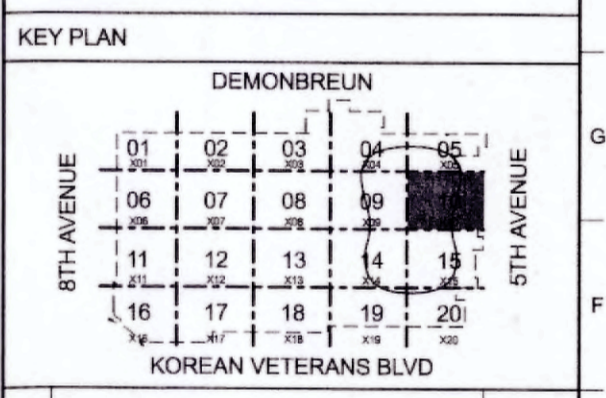 KEY PLAN
G
DEMONBREUN
01 02 03 04 05
X01 X02 X03 X04 X05
8TH AVENUE
5TH AVENUE
06 07 08 09 10
X06 X07 X08 X09
11 12 13 14 15
X11 X12 X13 X14 X15
F
16 17 18 19 20
X16 X17 X18 X19 X20
KOREAN VETERANS BLVD